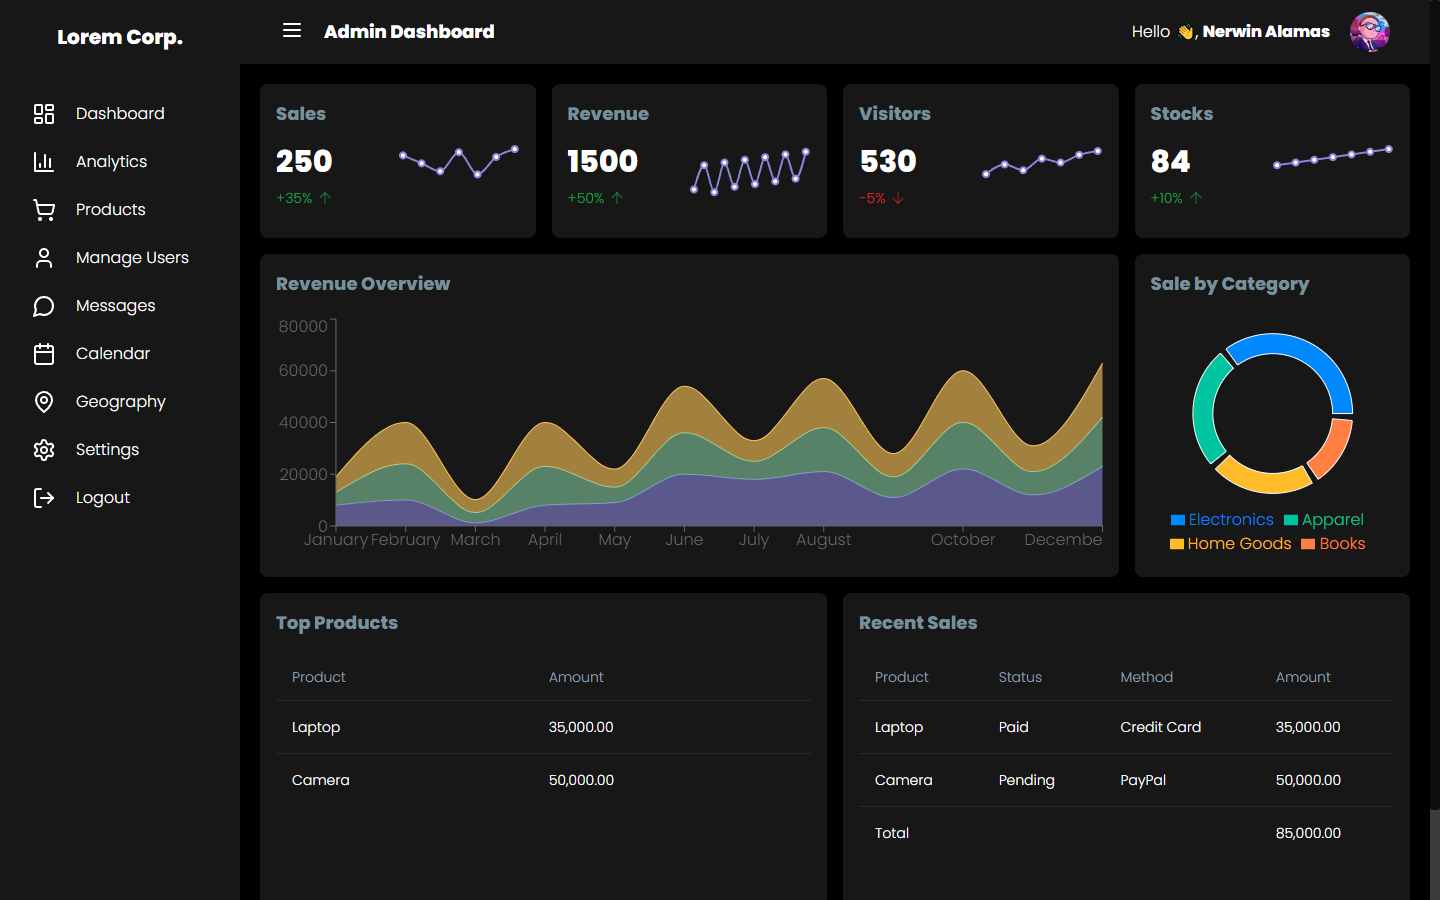 Lorem Corp.
Admin Dashboard
Hello 👋, Nerwin Alamas
Dashboard
Analytics
Products
Manage Users
Messages
Calendar
Geography
Settings
Logout
Sales
250
+35% ↑
Revenue
1500
+50% ↑
Visitors
530
-5% ↓
Stocks
84
+10% ↑
Revenue Overview
80000
60000
40000
20000
0
January February March April May June July August October Decembe
Sale by Category
Electronics Apparel
Home Goods Books
Top Products
Product Amount
Laptop 35,000.00
Camera 50,000.00
Recent Sales
Product Status Method Amount
Laptop Paid Credit Card 35,000.00
Camera Pending PayPal 50,000.00
Total 85,000.00